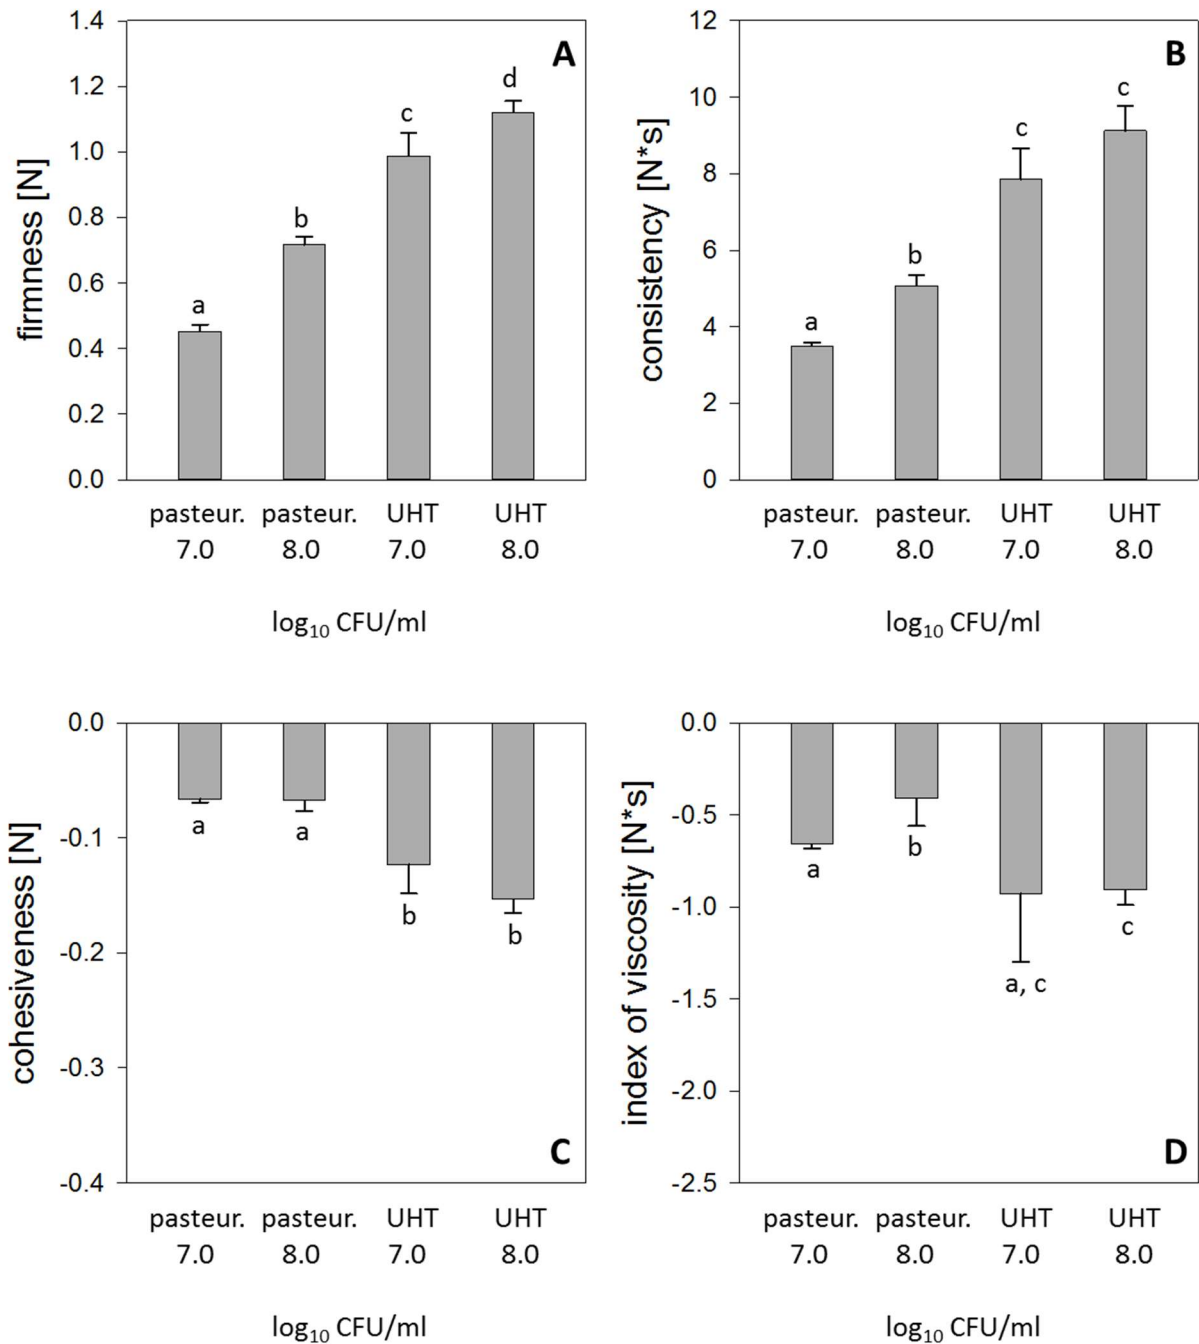 A
firmness [N]
1.4
1.2
1.0
0.8
0.6
0.4
0.2
0.0
a
b
c
d
pasteur. pasteur. UHT UHT
7.0 8.0 7.0 8.0
log₁₀ CFU/ml
B
consistency [N*s]
12
10
8
6
4
2
0
a
b
c
c
pasteur. pasteur. UHT UHT
7.0 8.0 7.0 8.0
log₁₀ CFU/ml
C
cohesiveness [N]
0.0
-0.1
-0.2
-0.3
-0.4
a
a
b
b
pasteur. pasteur. UHT UHT
7.0 8.0 7.0 8.0
log₁₀ CFU/ml
D
index of viscosity [N*s]
0.0
-0.5
-1.0
-1.5
-2.0
-2.5
a
b
a, c
c
pasteur. pasteur. UHT UHT
7.0 8.0 7.0 8.0
log₁₀ CFU/ml